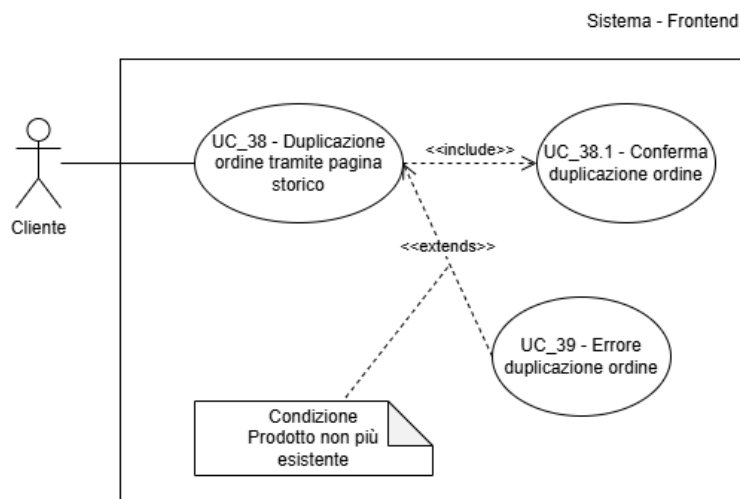 Sistema - Frontend
UC_38 - Duplicazione
ordine tramite pagina
storico
<<include>>
UC_38.1 - Conferma
duplicazione ordine
Cliente
<<extends>>
UC_39 - Errore
duplicazione ordine
Condizione
Prodotto non più
esistente